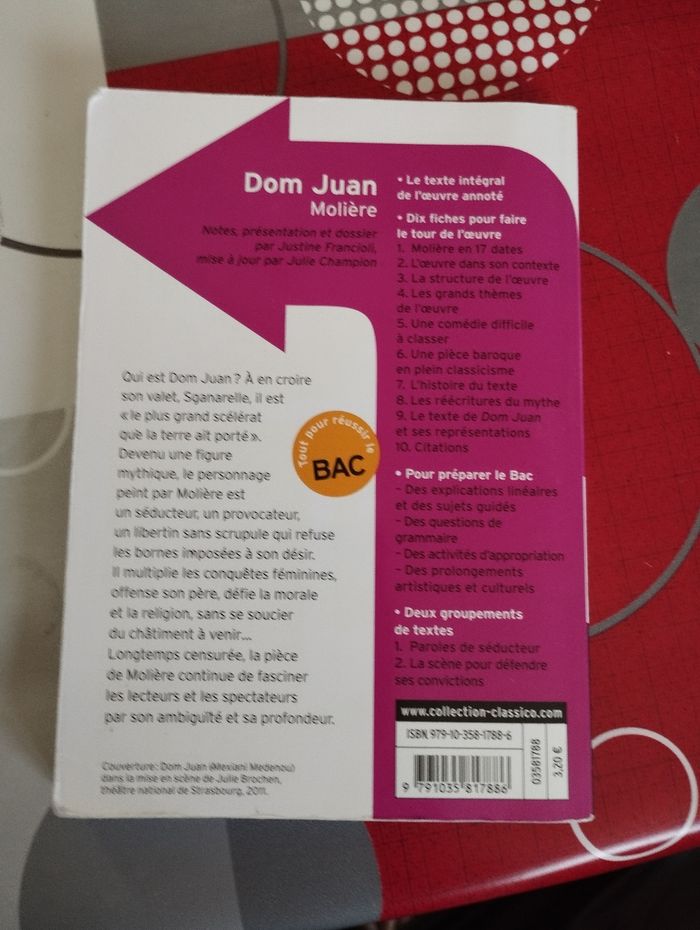 Dom Juan
Molière
Notes, présentation et dossier
par Justine Francioli,
mise à jour par Julie Champion
Qui est Dom Juan ? À en croire
son valet, Sganarelle, il est
« le plus grand scélérat
que la terre ait porté ».
Devenu une figure
mythique, le personnage
peint par Molière est
un séducteur, un provocateur,
un libertin sans scrupule qui refuse
les bornes imposées à son désir.
Il multiplie les conquêtes féminines,
offense son père, défie la morale
et la religion, sans se soucier
du châtiment à venir...
Longtemps censurée, la pièce
de Molière continue de fasciner
les lecteurs et les spectateurs
par son ambiguïté et sa profondeur.
Couverture : Dom Juan (Mexiani Medenou)
dans la mise en scène de Julie Brochen,
théâtre national de Strasbourg, 2011.
Tout pour réussir le
BAC
• Le texte intégral
de l'œuvre annoté
• Dix fiches pour faire
le tour de l'œuvre
1. Molière en 17 dates
2. L'œuvre dans son contexte
3. La structure de l'œuvre
4. Les grands thèmes
de l'œuvre
5. Une comédie difficile
à classer
6. Une pièce baroque
en plein classicisme
7. L'histoire du texte
8. Les réécritures du mythe
9. Le texte de Dom Juan
et ses représentations
10. Citations
• Pour préparer le Bac
- Des explications linéaires
et des sujets guidés
- Des questions de
grammaire
- Des activités d'appropriation
- Des prolongements
artistiques et culturels
• Deux groupements
de textes
1. Paroles de séducteur
2. La scène pour défendre
ses convictions
www.collection-classico.com
ISBN 979-10-358-1788-6
9 791035 817886
03581788
3,20 €